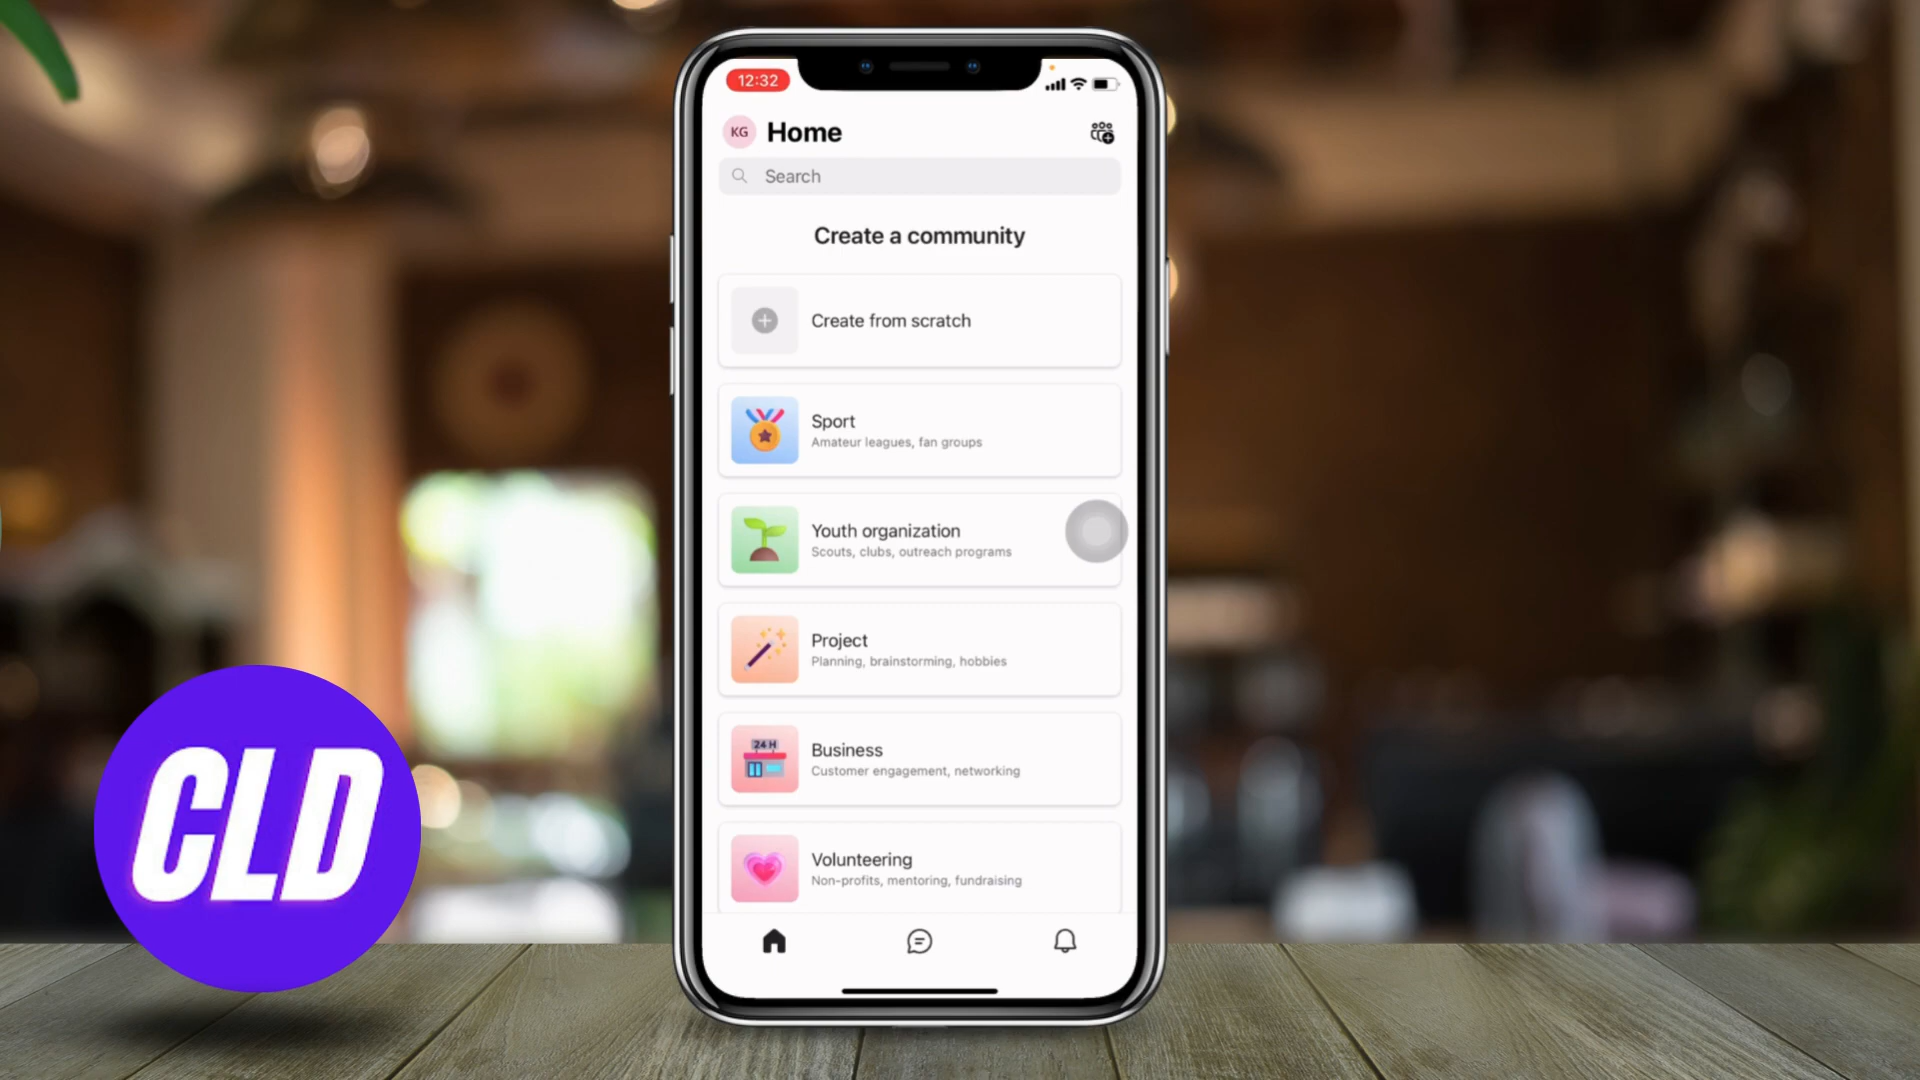 12:32
KG
Home
Search
Create a community
Create from scratch
Sport
Amateur leagues, fan groups
Youth organization
Scouts, clubs, outreach programs
Project
Planning, brainstorming, hobbies
24 H
Business
Customer engagement, networking
Volunteering
Non-profits, mentoring, fundraising
CLD